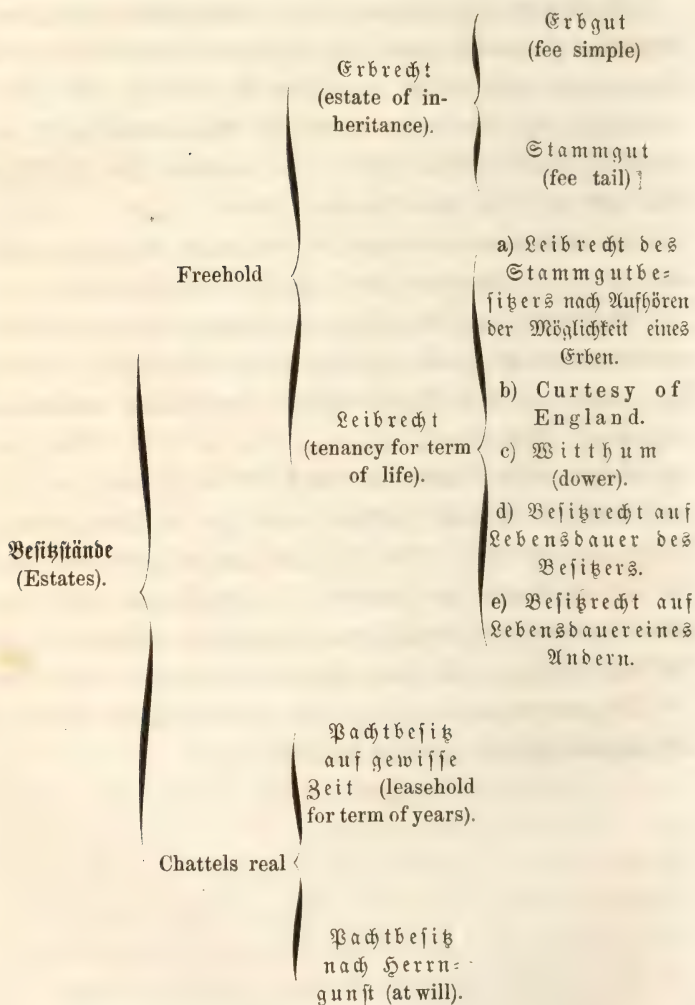 Besitzstände
(Estates).
Freehold
Erbrecht
(estate of in-
heritance).
Erbgut
(fee simple)
Stammgut
(fee tail)
Leibrecht
(tenancy for term
of life).
a) Leibrecht des
Stammgutbe-
sitzers nach Aufhören
der Möglichkeit eines
Erben.
b) Curtesy of
England.
c) Witthum
(dower).
d) Besitzrecht auf
Lebensdauer des
Besitzers.
e) Besitzrecht auf
Lebensdauer eines
Andern.
Chattels real
Pachtbesitz
auf gewisse
Zeit (leasehold
for term of years).
Pachtbesitz
nach Herrn-
gunst (at will).